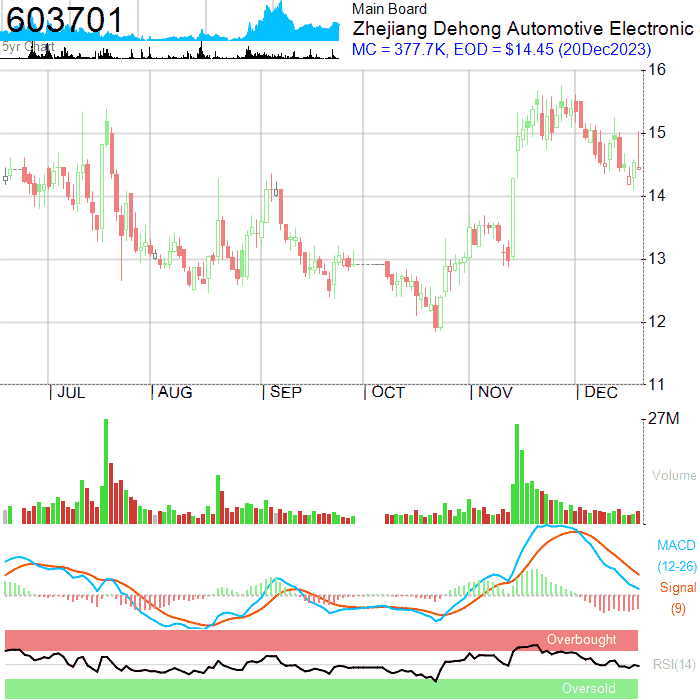 603701
5yr Chart
Main Board
Zhejiang Dehong Automotive Electronic
MC = 377.7K, EOD = $14.45 (20Dec2023)
16
15
14
13
12
11
JUL
AUG
SEP
OCT
NOV
DEC
27M
Volume
MACD
(12-26)
Signal
(9)
Overbought
RSI(14)
Oversold